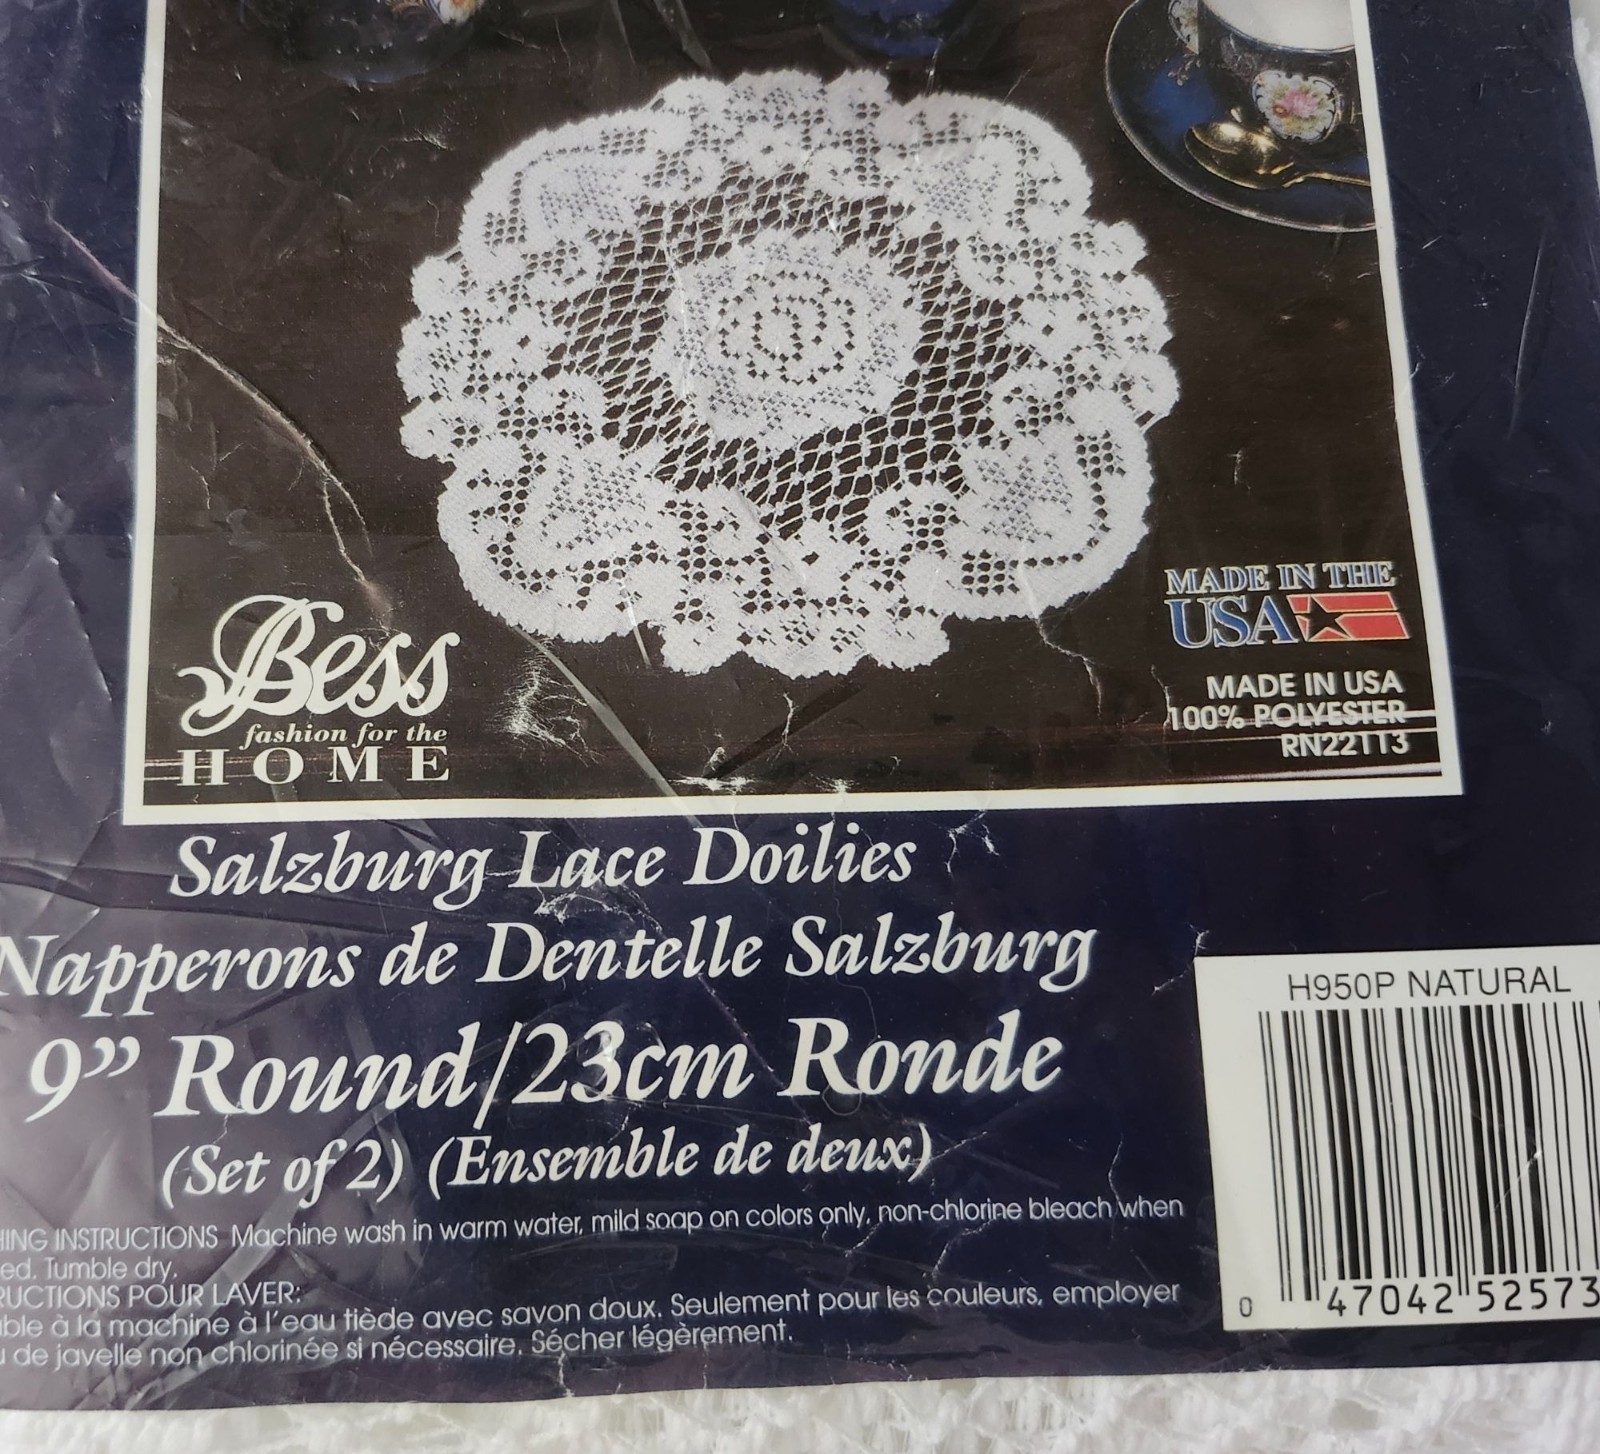 Bess
fashion for the
HOME
MADE IN THE
USA
MADE IN USA
100% POLYESTER
RN22113
Salzburg Lace Doilies
Napperons de Dentelle Salzburg
9” Round/23cm Ronde
(Set of 2) (Ensemble de deux)
HING INSTRUCTIONS Machine wash in warm water, mild soap on colors only, non-chlorine bleach when
ed. Tumble dry.
RUCTIONS POUR LAVER:
ble à la machine à l'eau tiède avec savon doux. Seulement pour les couleurs, employer
u de javelle non chlorinée si nécessaire. Sécher légèrement.
H950P NATURAL
0 47042 52573